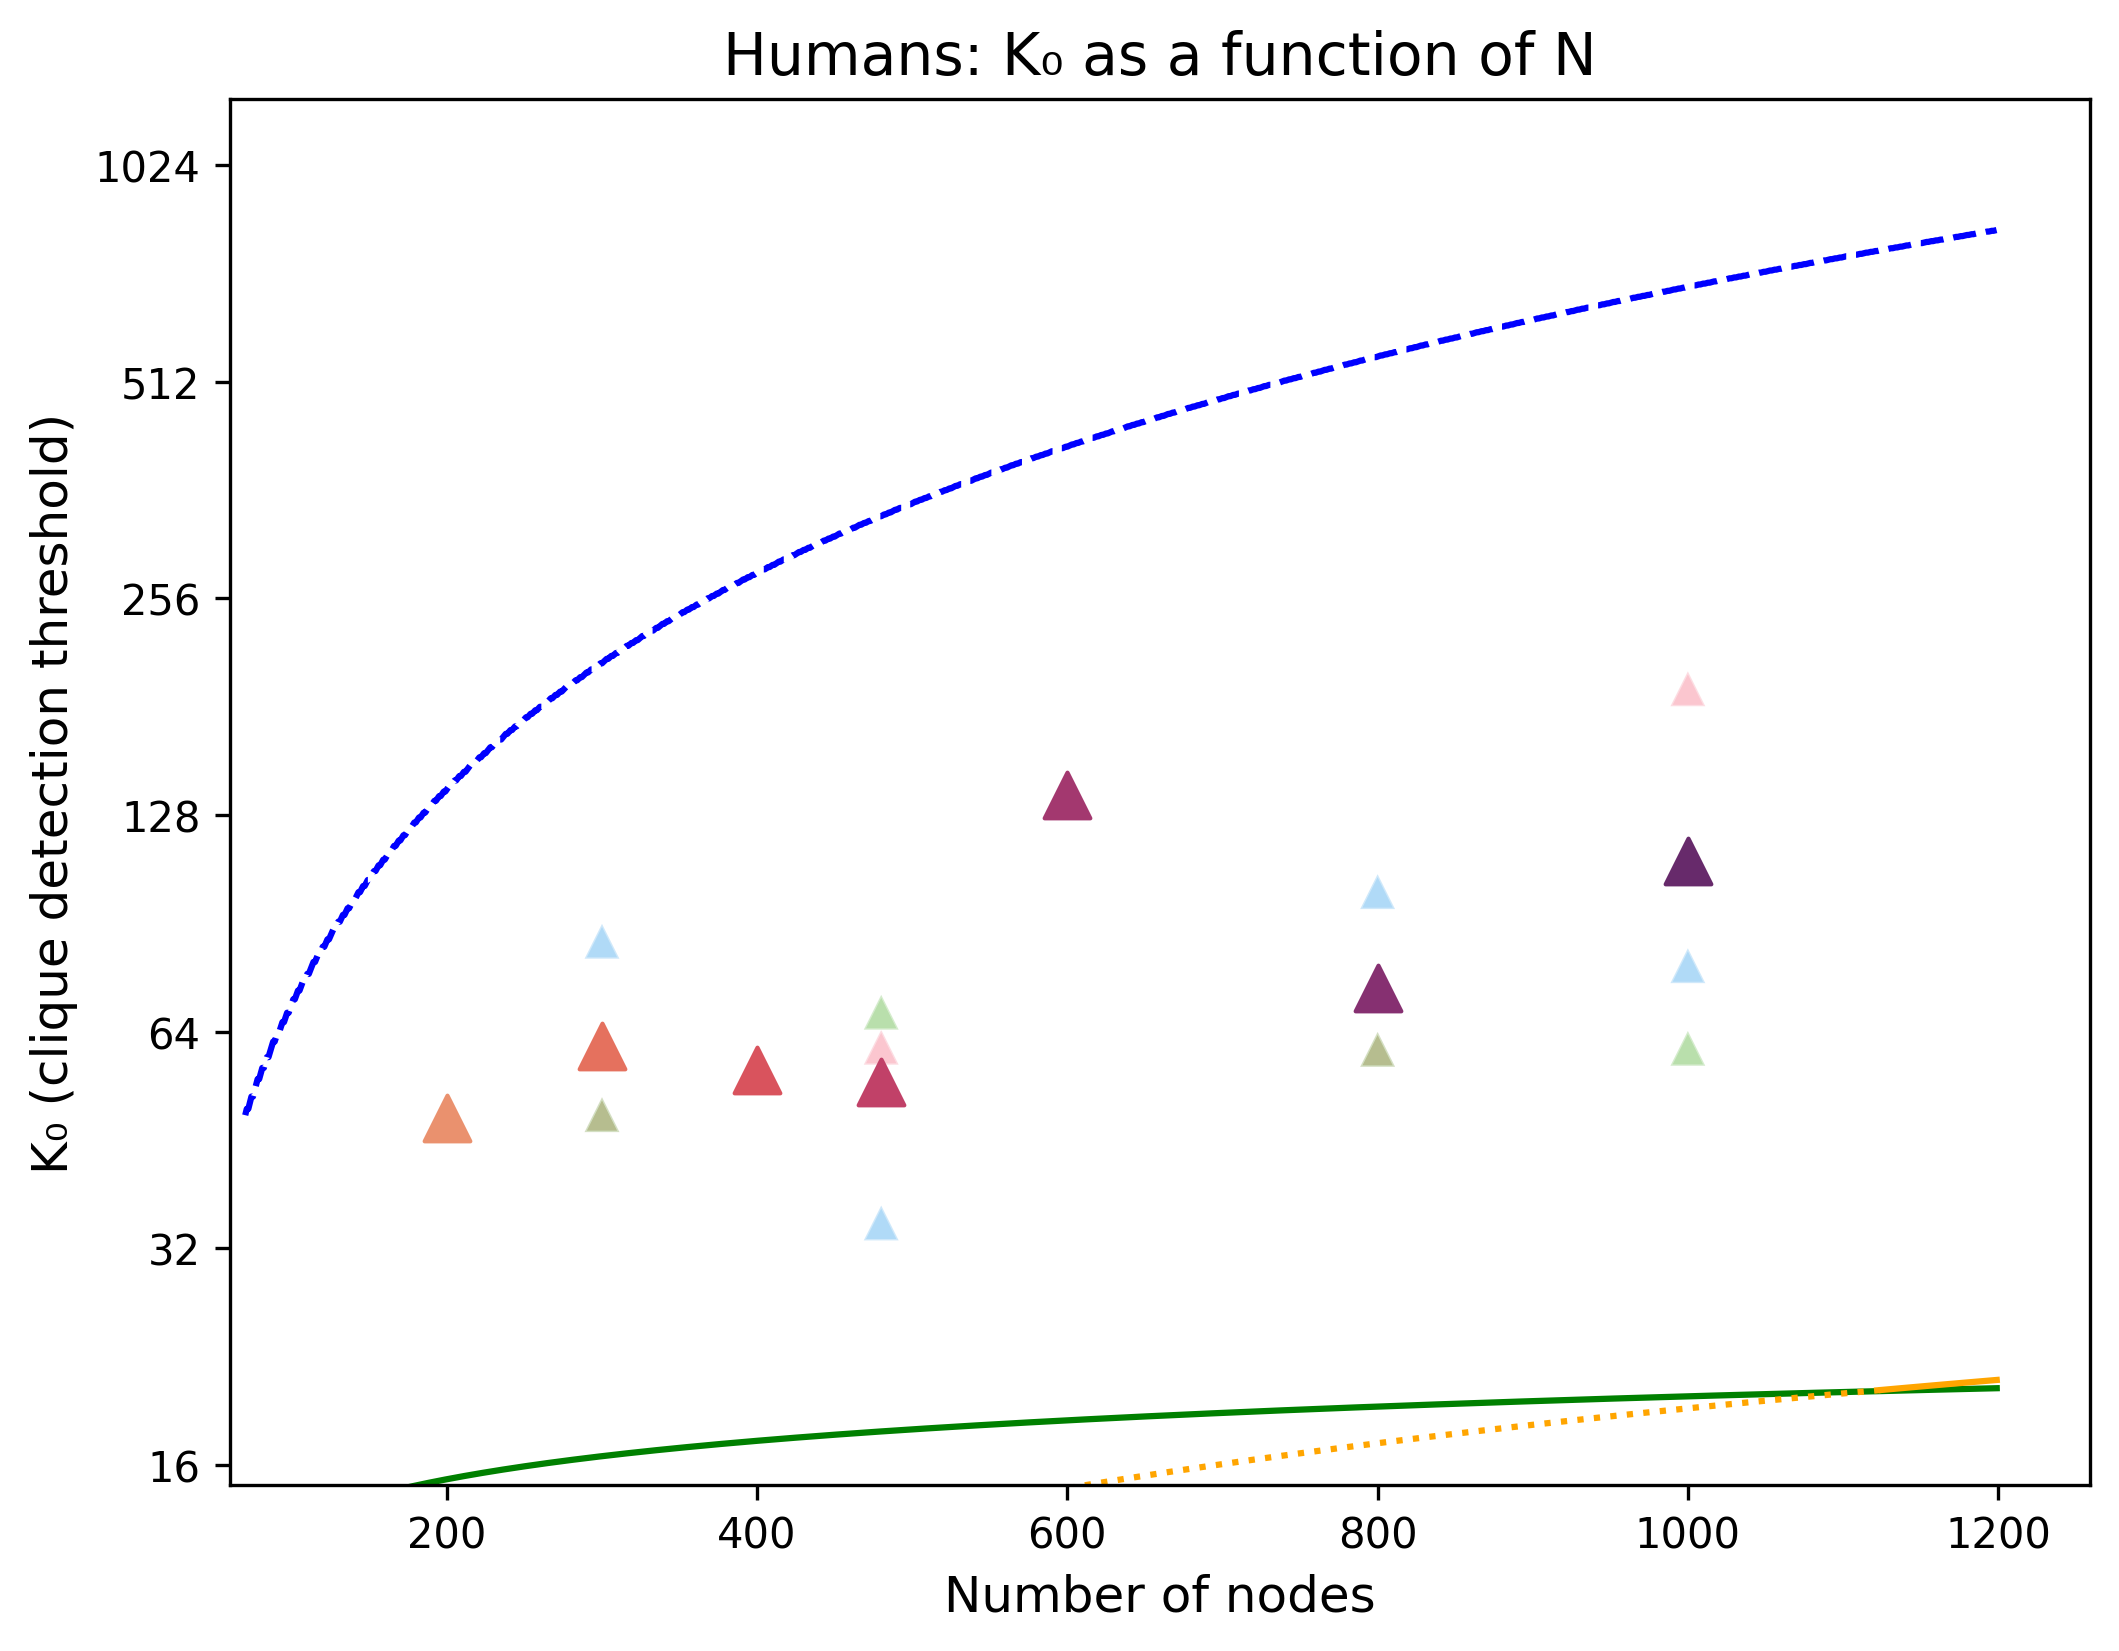 Humans: K₀ as a function of N
K₀ (clique detection threshold)
1024
512
256
128
64
32
16
200 400 600 800 1000 1200
Number of nodes